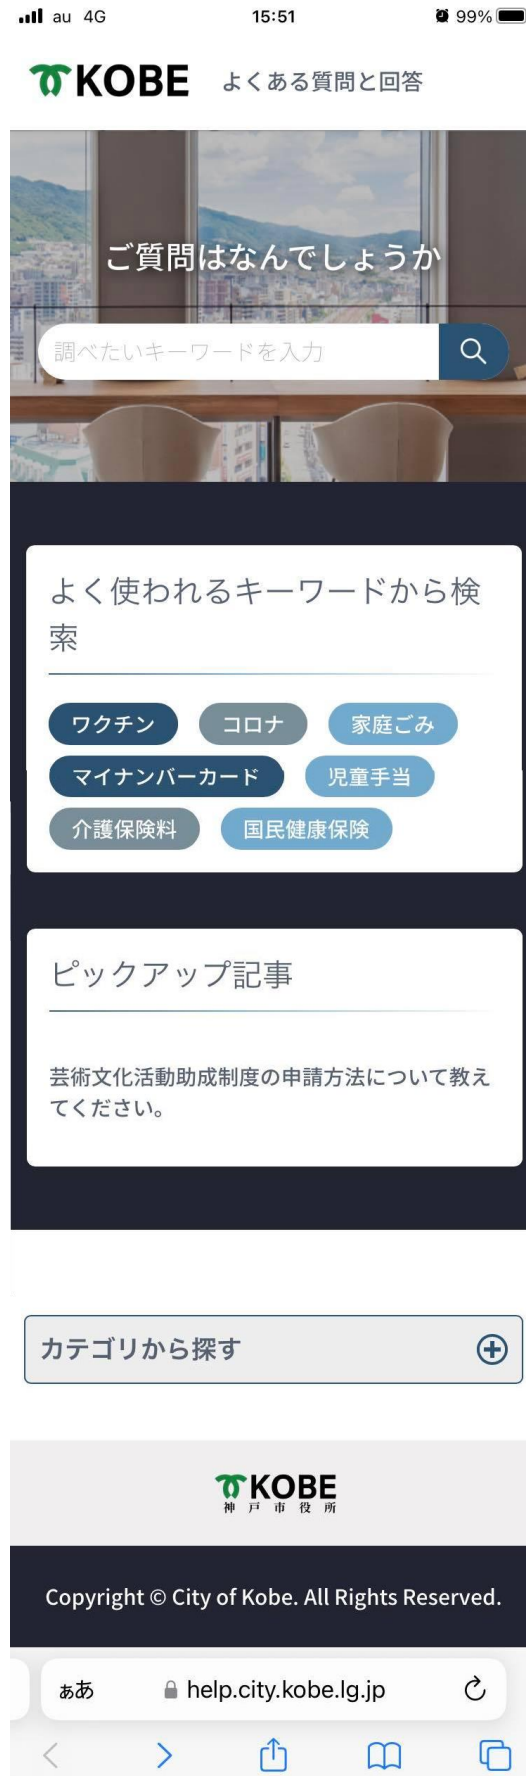 au 4G 15:51 99%
KOBE よくある質問と回答
ご質問はなんでしょうか
調べたいキーワードを入力
よく使われるキーワードから検
索
ワクチン コロナ 家庭ごみ
マイナンバーカード 児童手当
介護保険料 国民健康保険
ピックアップ記事
芸術文化活動助成制度の申請方法について教え
てください。
カテゴリから探す
KOBE
神戸市役所
Copyright © City of Kobe. All Rights Reserved.
ぁあ help.city.kobe.lg.jp